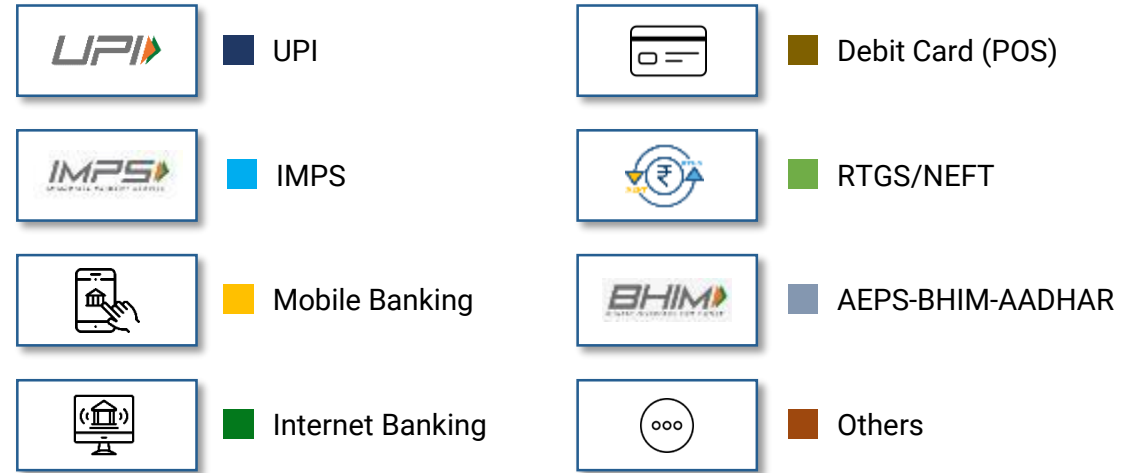 UPI
UPI
Debit Card (POS)
IMPS
IMPS
RTGS/NEFT
Mobile Banking
BHIM
AEPS-BHIM-AADHAR
Internet Banking
Others